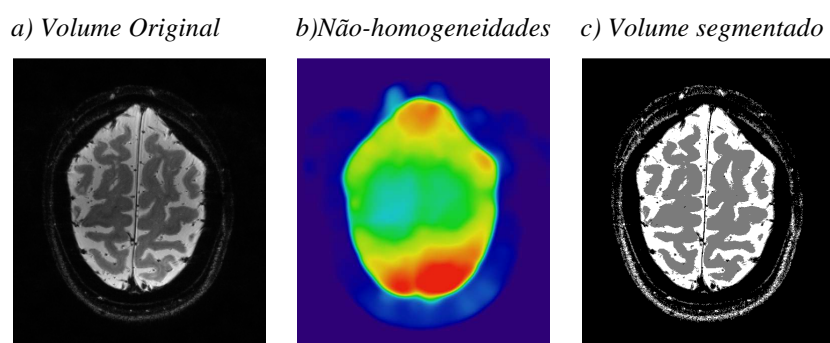 a) Volume Original
b)Não-homogeneidades
c) Volume segmentado